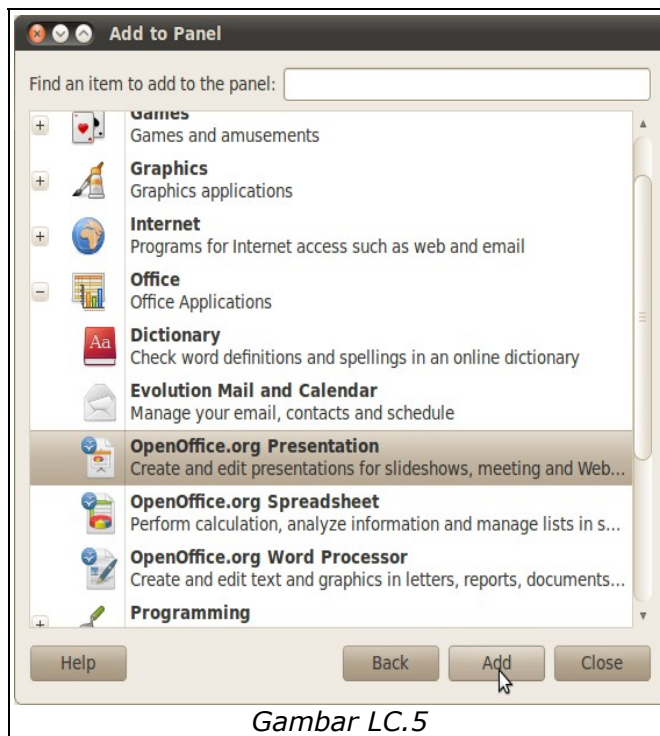 Add to Panel
Find an item to add to the panel:
Games
Games and amusements
Graphics
Graphics applications
Internet
Programs for Internet access such as web and email
Office
Office Applications
Aa
Dictionary
Check word definitions and spellings in an online dictionary
Evolution Mail and Calendar
Manage your email, contacts and schedule
OpenOffice.org Presentation
Create and edit presentations for slideshows, meeting and Web...
OpenOffice.org Spreadsheet
Perform calculation, analyze information and manage lists in s...
OpenOffice.org Word Processor
Create and edit text and graphics in letters, reports, documents...
Programming
Help Back Add Close
Gambar LC.5